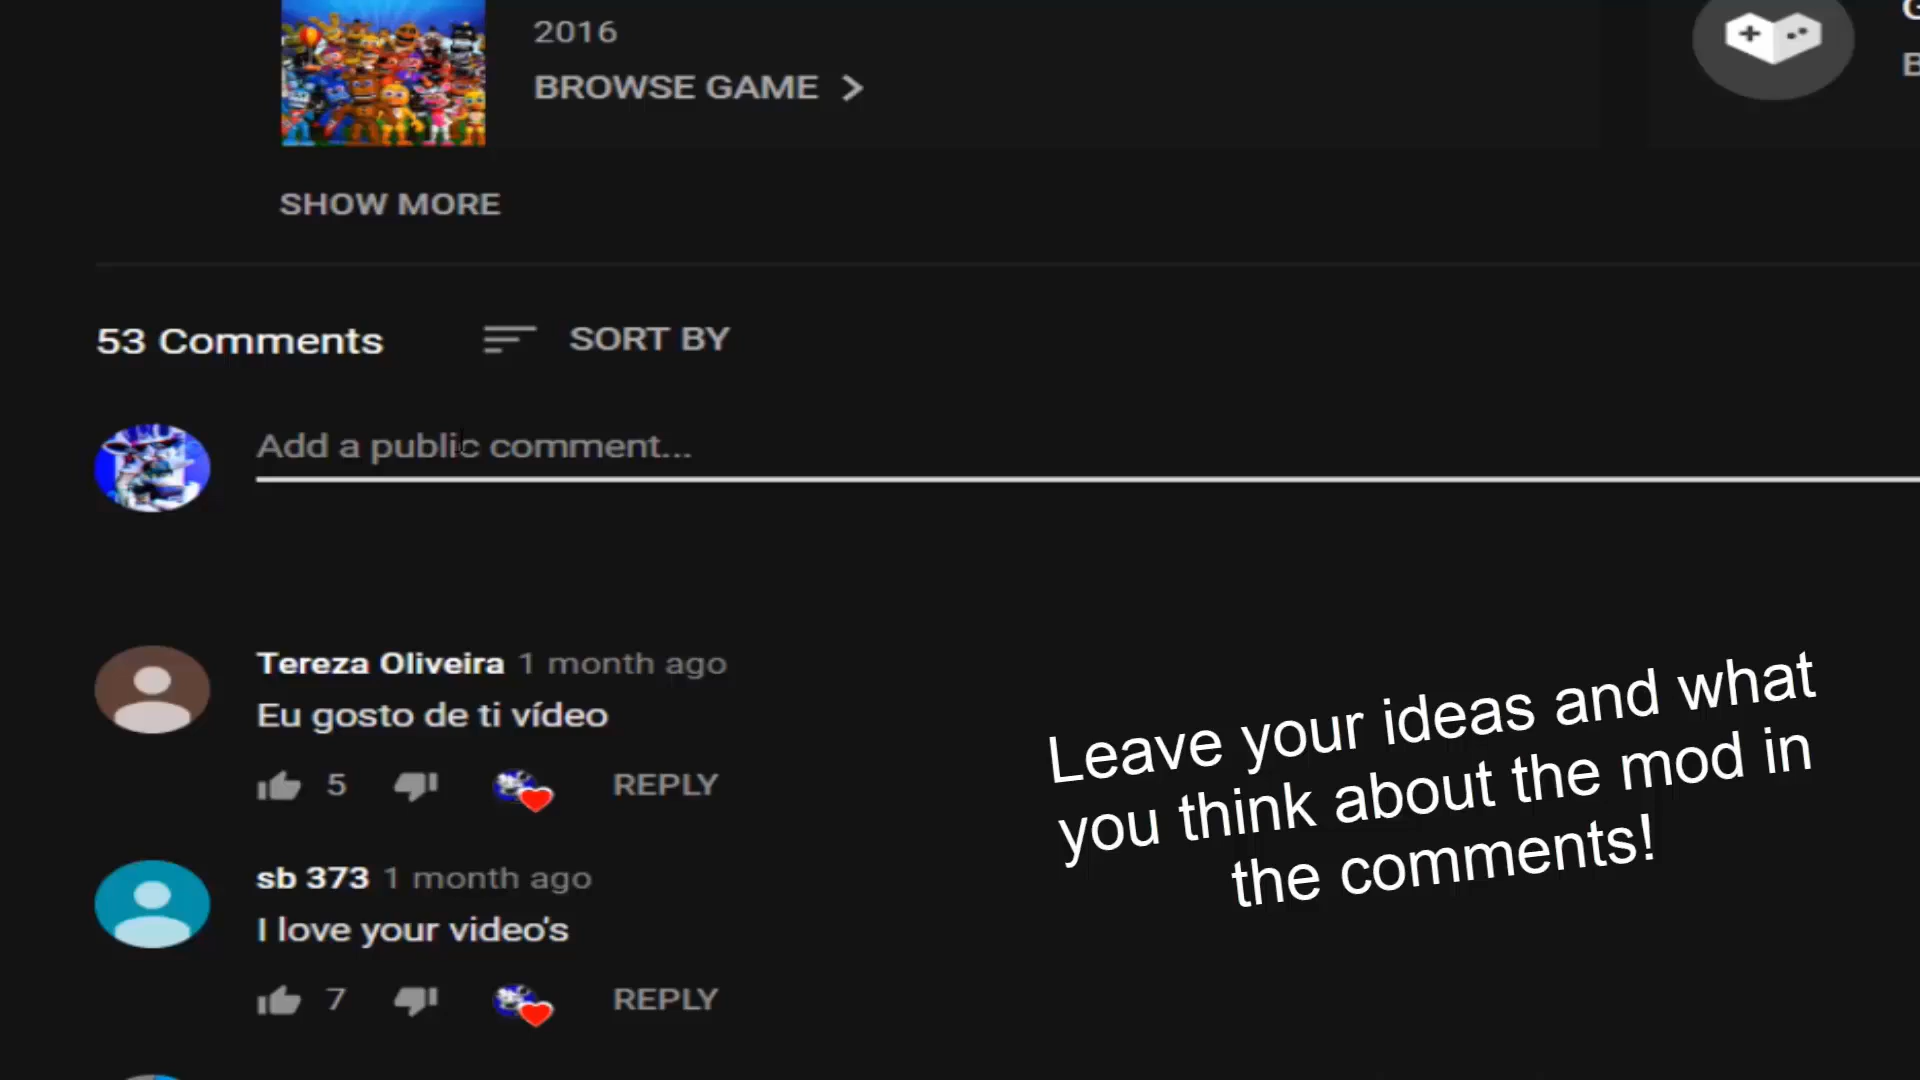 2016
BROWSE GAME
SHOW MORE
53 Comments
SORT BY
Add a public comment...
Tereza Oliveira 1 month ago
Eu gosto de ti vídeo
5
REPLY
sb 373 1 month ago
I love your video's
7
REPLY
Leave your ideas and what
you think about the mod in
the comments!